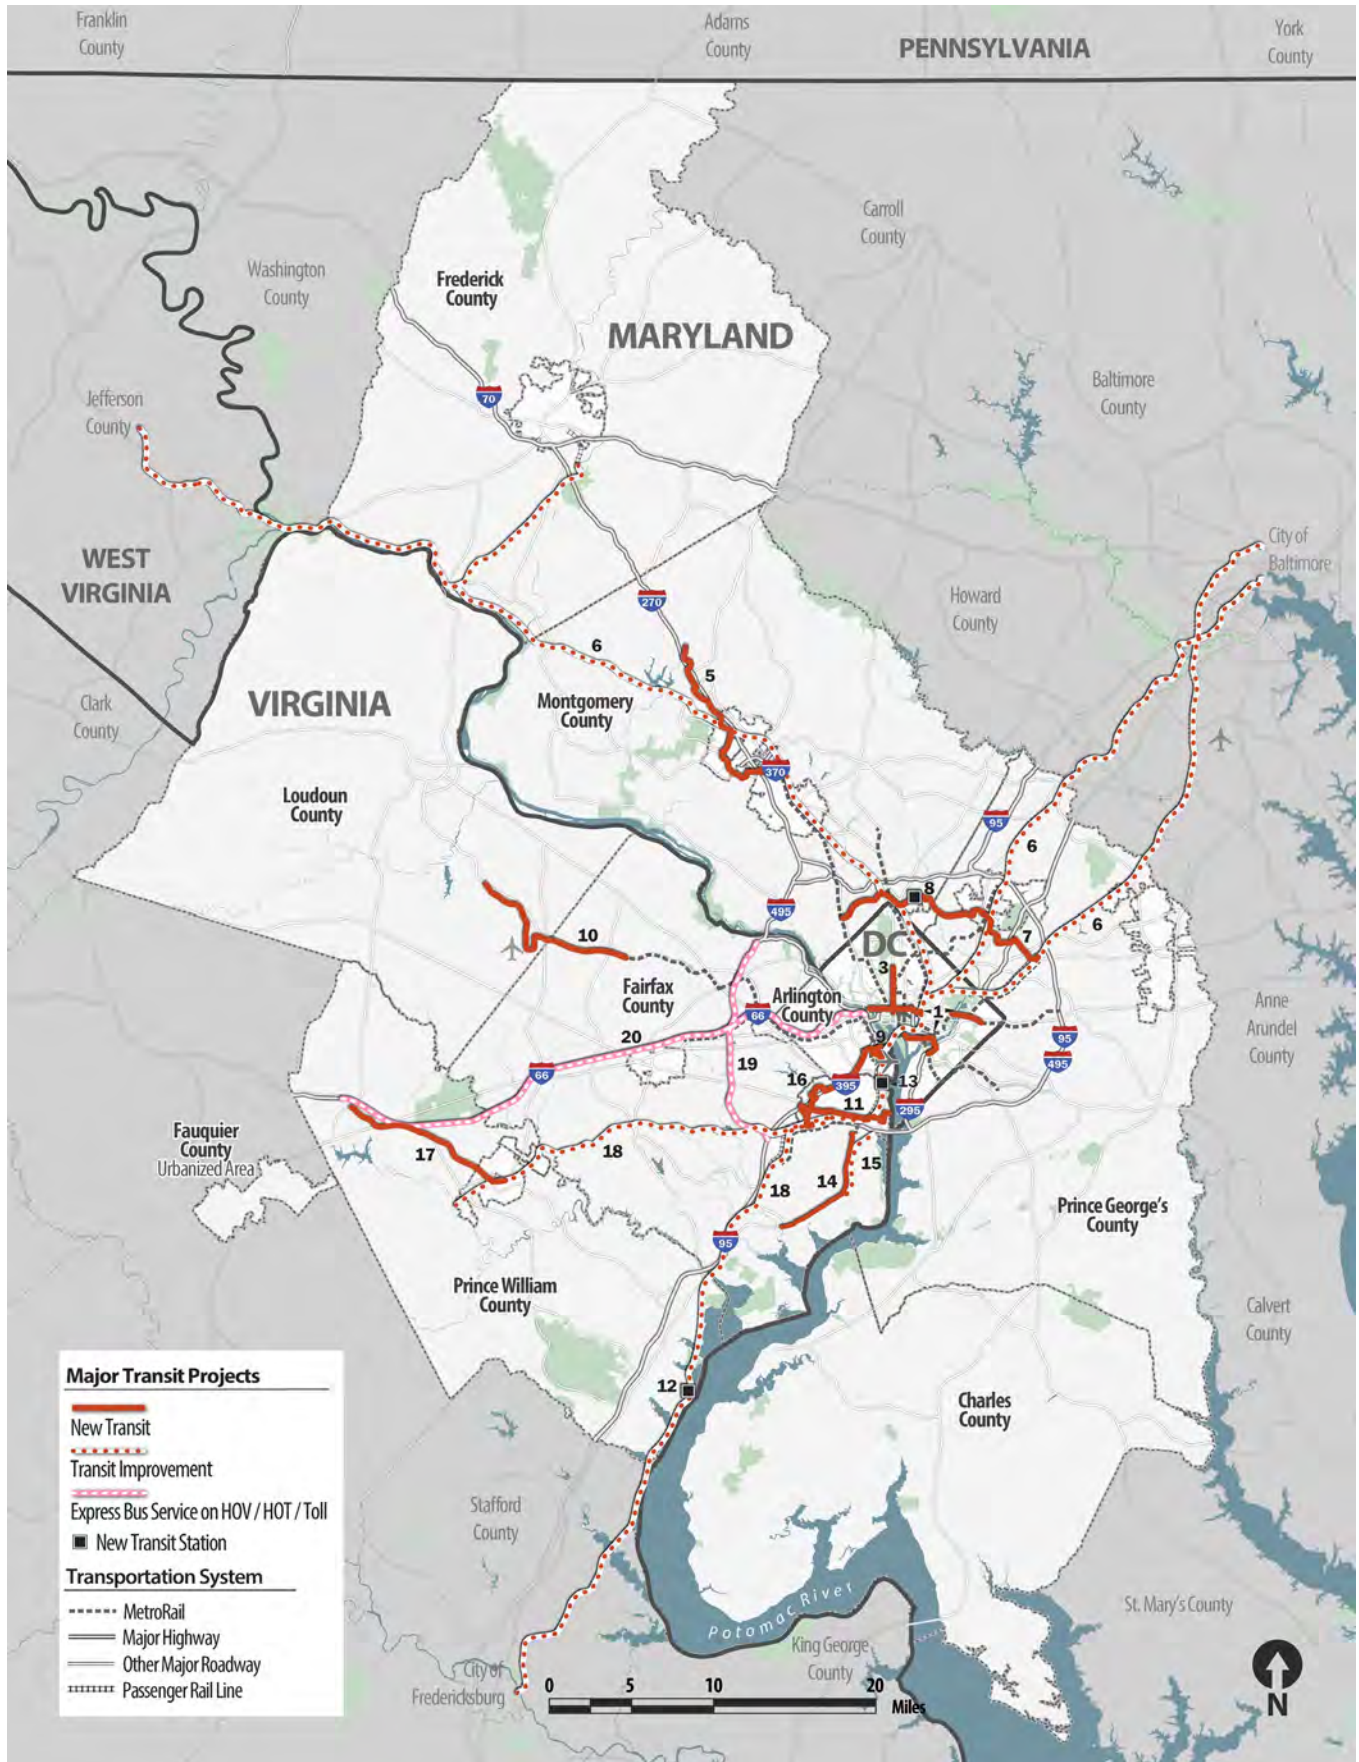 Franklin
County
Adams
County
PENNSYLVANIA
York
County
Carroll
County
Washington
County
Frederick
County
MARYLAND
70
Baltimore
County
Jefferson
County
City of
Baltimore
WEST
VIRGINIA
270
Howard
County
6
5
Clark
County
VIRGINIA
Montgomery
County
370
Loudoun
County
95
6
8
495
6
7
DC
10
3
Fairfax
County
Arlington
County
1
Anne
Arundel
County
66
20
9
95
19
495
66
16
395
13
11
295
Fauquier
County
Urbanized Area
17
18
15
18
14
Prince George's
County
95
Prince William
County
Calvert
County
12
Charles
County
Major Transit Projects
New Transit
Transit Improvement
Express Bus Service on HOV / HOT / Toll
New Transit Station
Transportation System
MetroRail
Major Highway
Other Major Roadway
Passenger Rail Line
Stafford
County
St. Mary's County
Potomac River
King George
County
City of
Fredericksburg
0 5 10 20
Miles
N